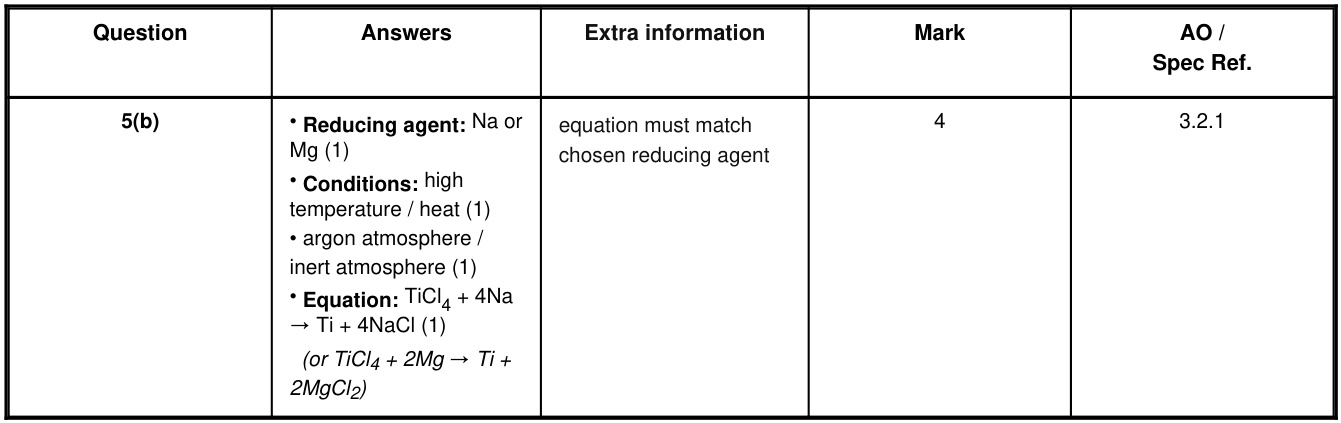 Question Answers Extra information Mark AO /
Spec Ref.
5(b)
• Reducing agent: Na or
Mg (1)
• Conditions: high
temperature / heat (1)
• argon atmosphere /
inert atmosphere (1)
• Equation: TiCl4 + 4Na
→ Ti + 4NaCl (1)
(or TiCl4 + 2Mg → Ti +
2MgCl2)
equation must match
chosen reducing agent
4
3.2.1